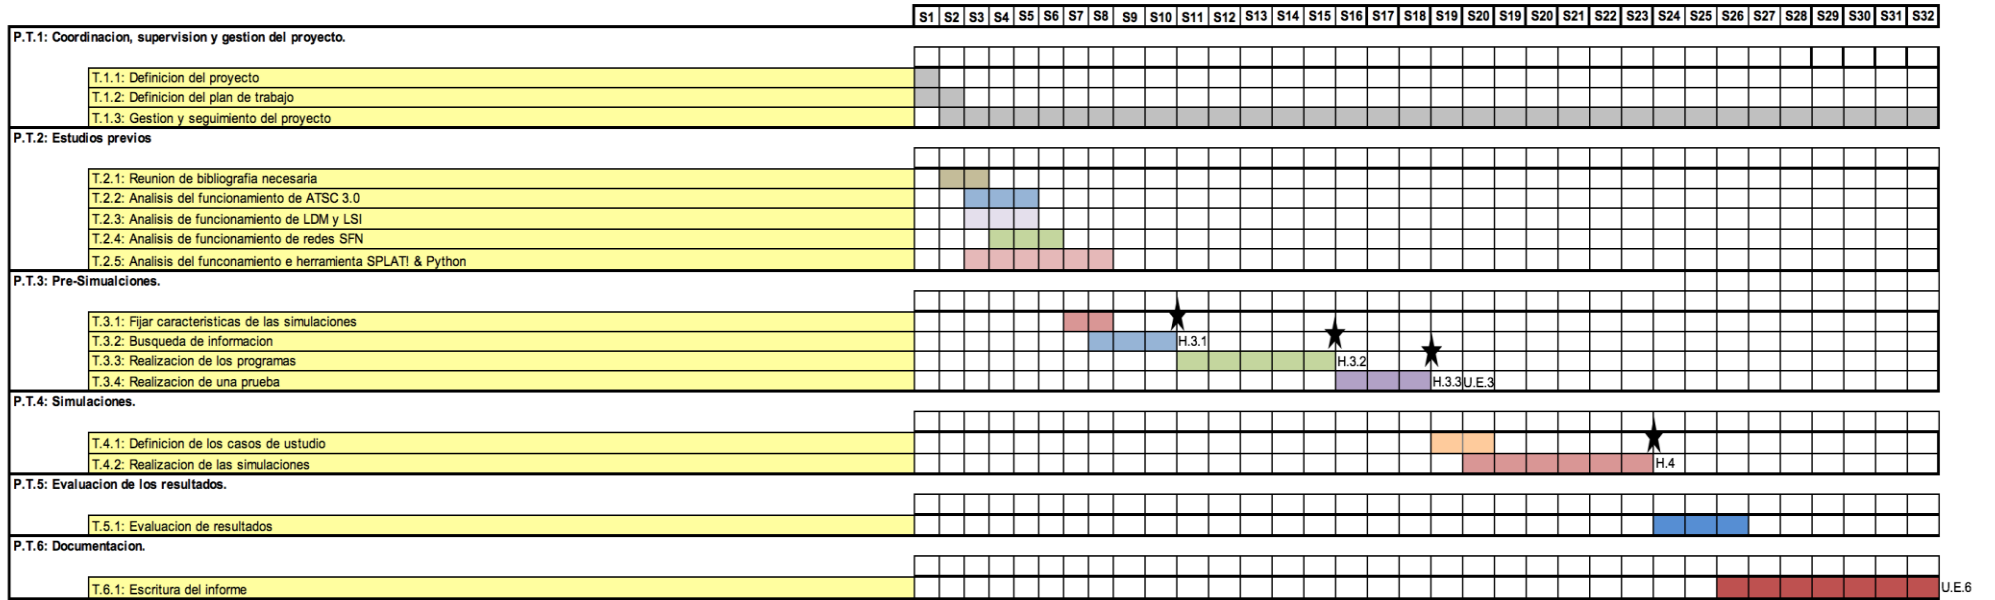 S1 S2 S3 S4 S5 S6 S7 S8 S9 S10 S11 S12 S13 S14 S15 S16 S17 S18 S19 S20 S19 S20 S21 S22 S23 S24 S25 S26 S27 S28 S29 S30 S31 S32
P.T.1: Coordinacion, supervision y gestion del proyecto.
T.1.1: Definicion del proyecto
T.1.2: Definicion del plan de trabajo
T.1.3: Gestion y seguimiento del proyecto
P.T.2: Estudios previos
T.2.1: Reunion de bibliografia necesaria
T.2.2: Analisis del funcionamiento de ATSC 3.0
T.2.3: Analisis de funcionamiento de LDM y LSI
T.2.4: Analisis de funcionamiento de redes SFN
T.2.5: Analisis del funconamiento e herramienta SPLAT! & Python
P.T.3: Pre-Simualciones.
T.3.1: Fijar caracteristicas de las simulaciones
T.3.2: Busqueda de informacion H.3.1
T.3.3: Realizacion de los programas H.3.2
T.3.4: Realizacion de una prueba H.3.3 U.E.3
P.T.4: Simulaciones.
T.4.1: Definicion de los casos de ustudio
T.4.2: Realizacion de las simulaciones H.4
P.T.5: Evaluacion de los resultados.
T.5.1: Evaluacion de resultados
P.T.6: Documentacion.
T.6.1: Escritura del informe U.E.6